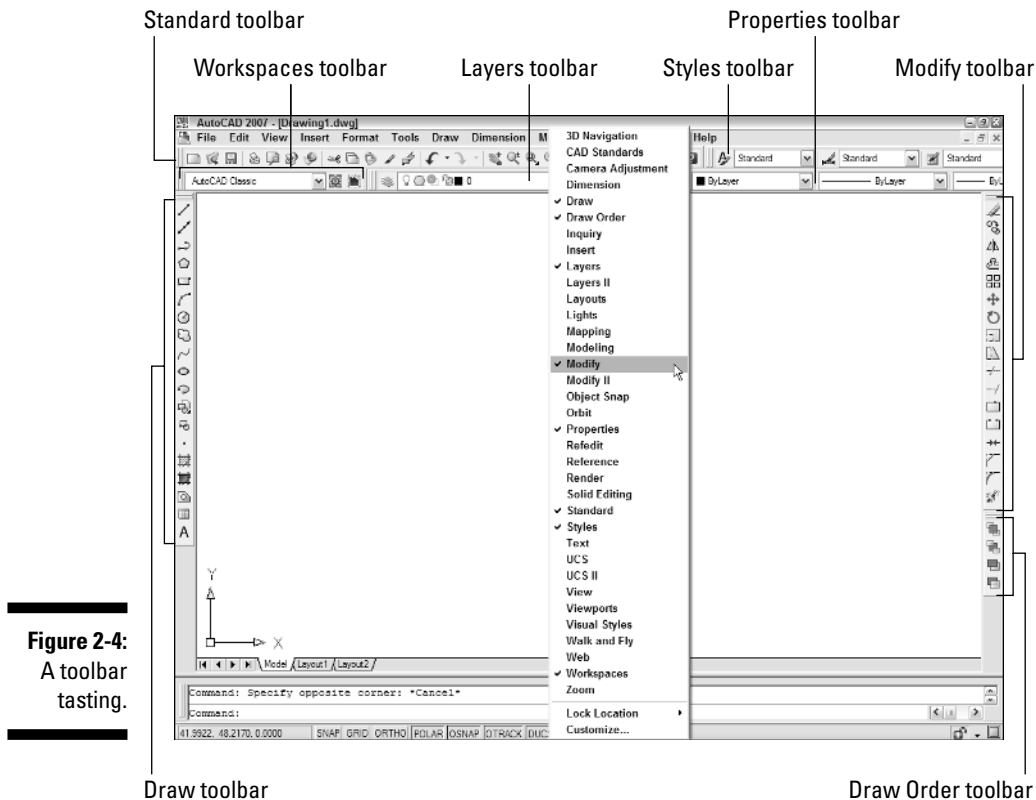 Standard toolbar
Properties toolbar
Workspaces toolbar
Layers toolbar
Styles toolbar
Modify toolbar
AutoCAD 2007 - [Drawing1.dwg]
File Edit View Insert Format Tools Draw Dimension M
Help
Standard
Standard
Standard
AutoCAD Classic
0
ByLayer
ByLayer
ByL
3D Navigation
CAD Standards
Camera Adjustment
Dimension
Draw
Draw Order
Inquiry
Insert
Layers
Layers II
Layouts
Lights
Mapping
Modeling
Modify
Modify II
Object Snap
Orbit
Properties
Refedit
Reference
Render
Solid Editing
Standard
Styles
Text
UCS
UCS II
View
Viewports
Visual Styles
Walk and Fly
Web
Workspaces
Zoom
Lock Location
Customize...
A
Y
X
Model Layout1 Layout2
Command: Specify opposite corner: *Cancel*
Command:
41.9922, 48.2170, 0.0000 SNAP GRID ORTHO POLAR OSNAP OTRACK DUC
Figure 2-4:
A toolbar
tasting.
Draw toolbar
Draw Order toolbar